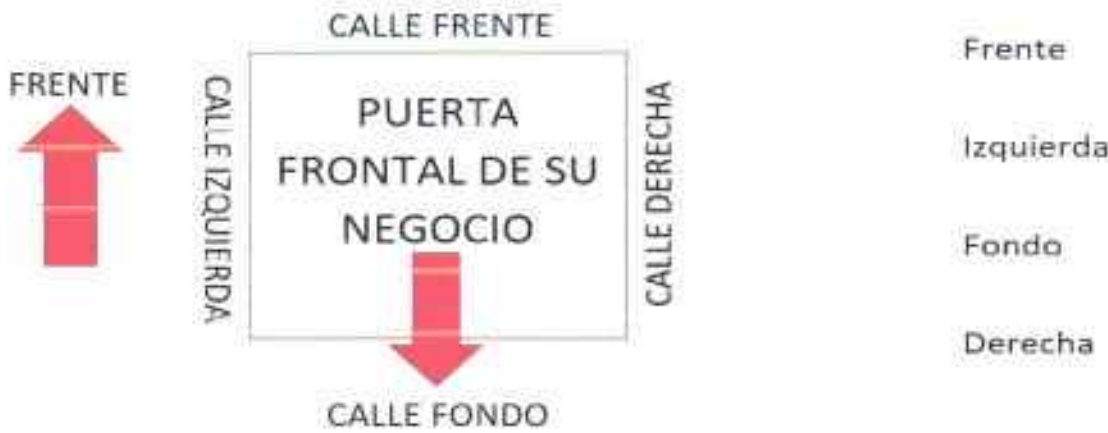 CALLE FRENTE
FRENTE
CALLE IZQUIERDA
PUERTA
FRONTAL DE SU
NEGOCIO
CALLE DERECHA
CALLE FONDO
Frente
Izquierda
Fondo
Derecha